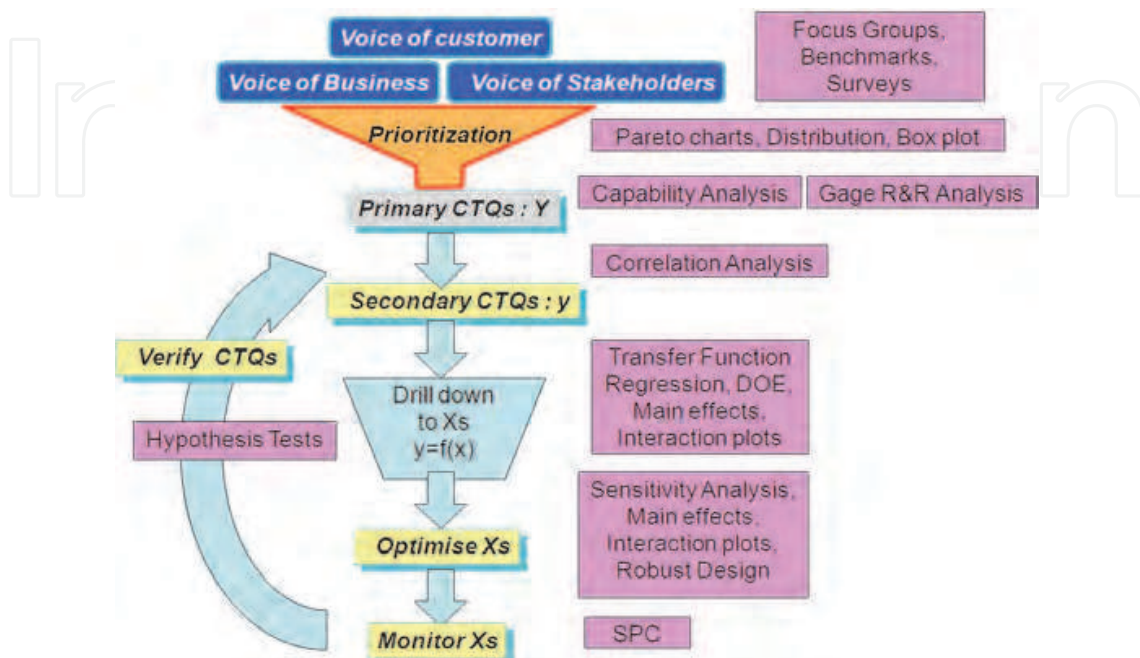 Voice of customer
Voice of Business
Voice of Stakeholders
Focus Groups,
Benchmarks,
Surveys
Prioritization
Pareto charts, Distribution, Box plot
Primary CTQs : Y
Capability Analysis
Gage R&R Analysis
Correlation Analysis
Secondary CTQs : y
Verify CTQs
Hypothesis Tests
Drill down
to Xs
y=f(x)
Transfer Function
Regression, DOE,
Main effects,
Interaction plots
Optimise Xs
Sensitivity Analysis,
Main effects,
Interaction plots,
Robust Design
Monitor Xs
SPC